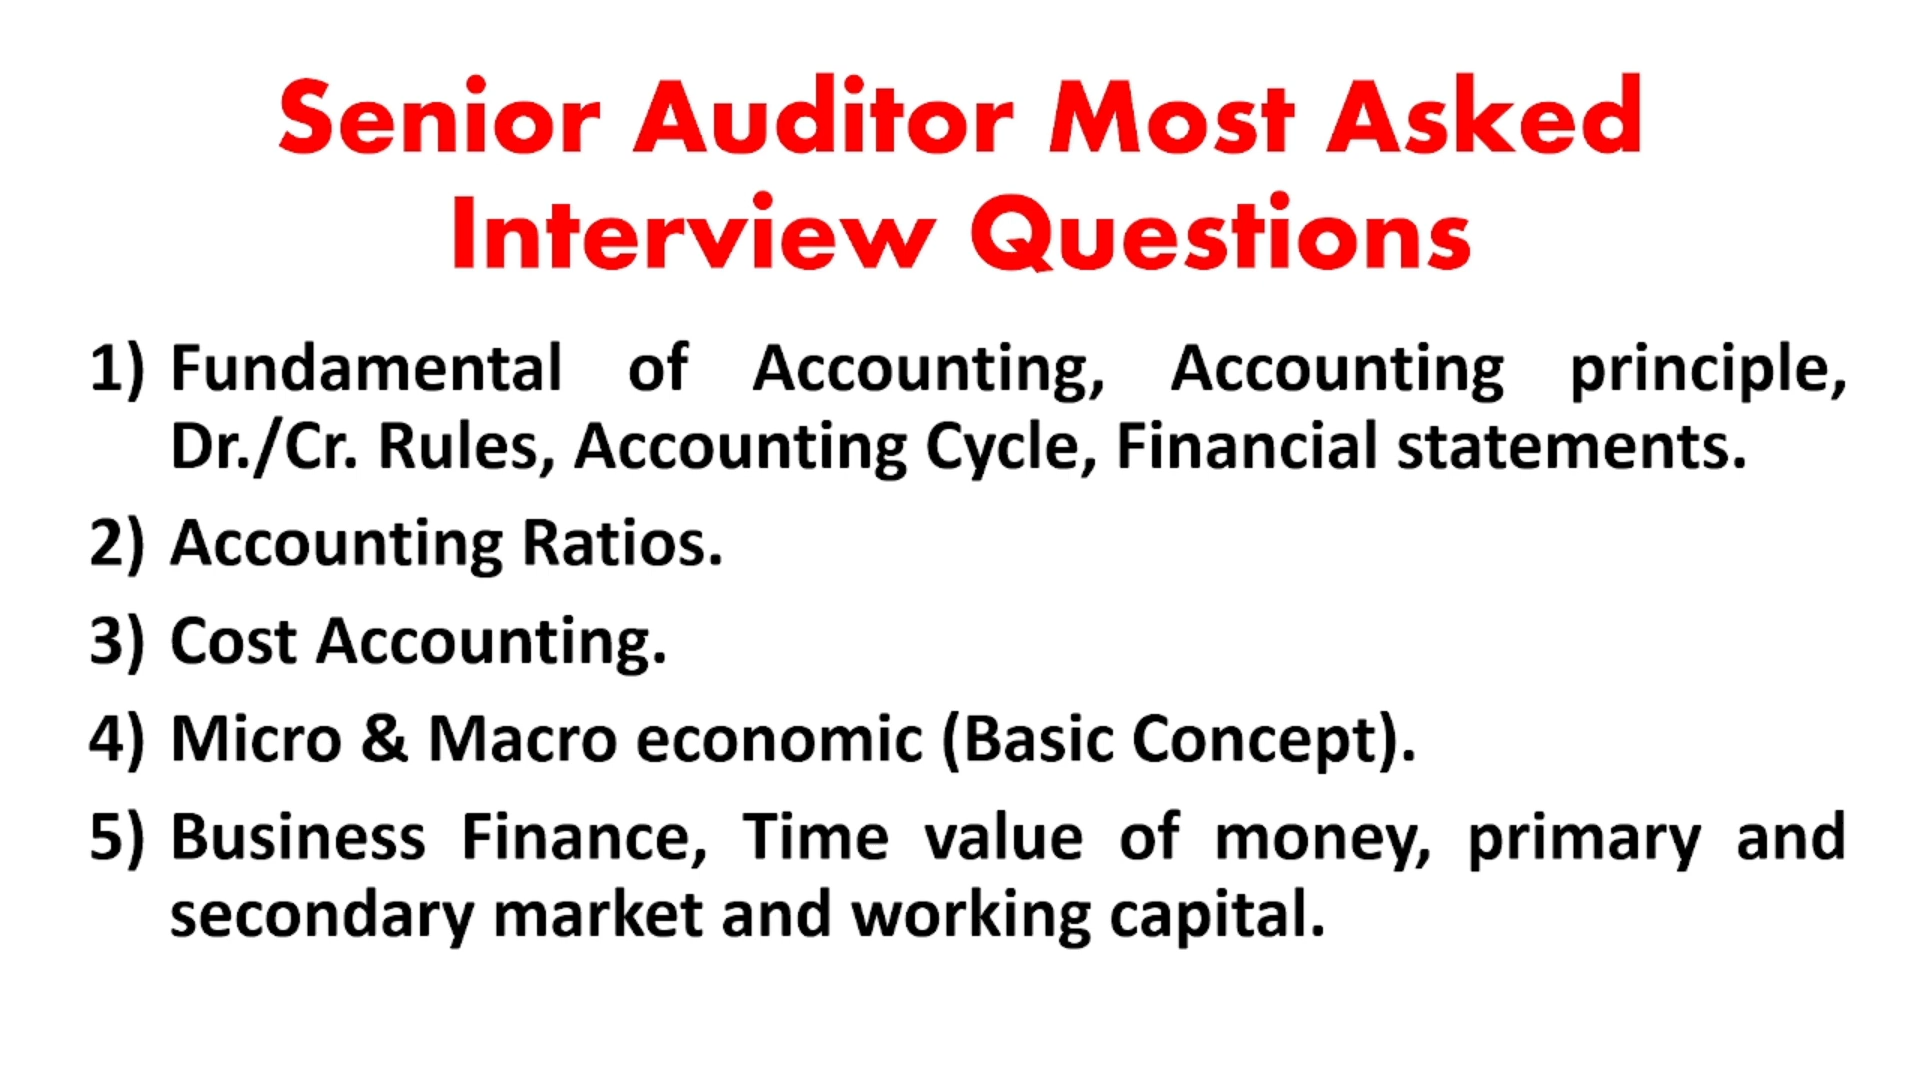 Senior Auditor Most Asked
Interview Questions
1) Fundamental of Accounting, Accounting principle,
Dr./Cr. Rules, Accounting Cycle, Financial statements.
2) Accounting Ratios.
3) Cost Accounting.
4) Micro & Macro economic (Basic Concept).
5) Business Finance, Time value of money, primary and
secondary market and working capital.